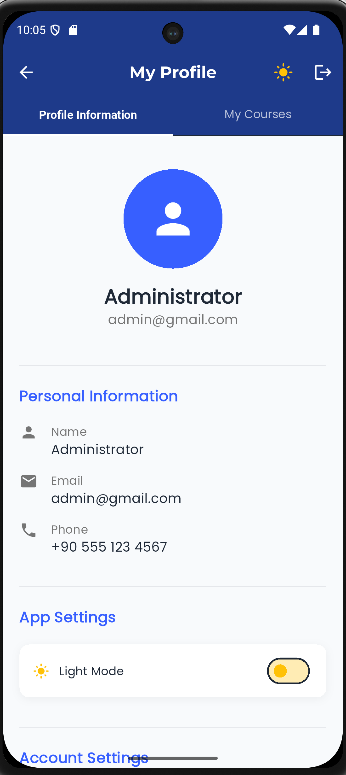 10:05
My Profile
Profile Information
My Courses
Administrator
admin@gmail.com
Personal Information
Name
Administrator
Email
admin@gmail.com
Phone
+90 555 123 4567
App Settings
Light Mode
Account Settings